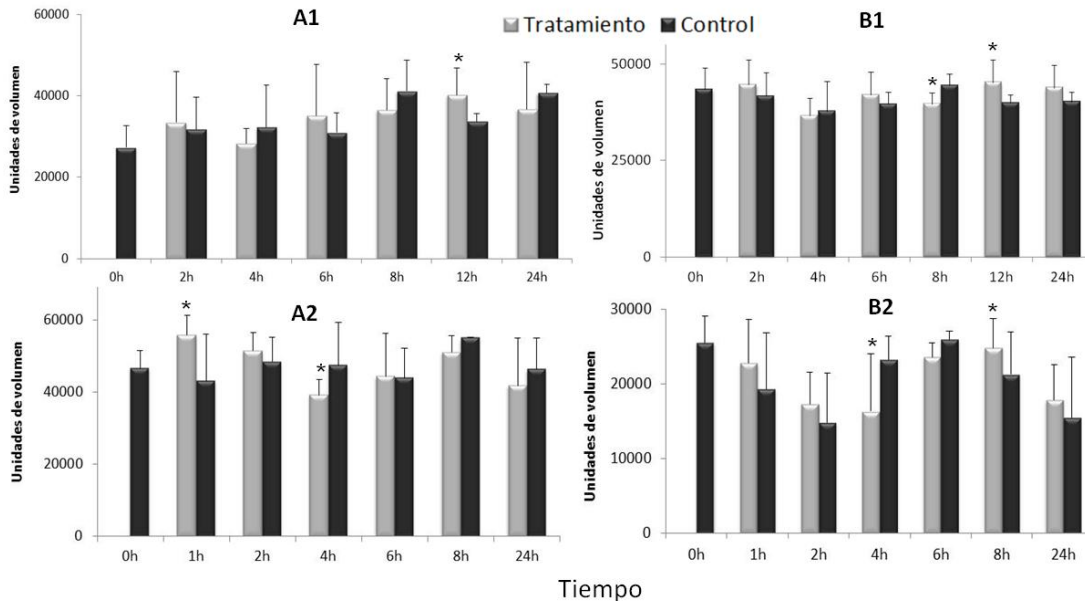 A1
Tratamiento Control
B1
Unidades de volumen
60000
40000
20000
0
*
0h 2h 4h 6h 8h 12h 24h
Unidades de volumen
50000
25000
0
* *
0h 2h 4h 6h 8h 12h 24h
A2
Unidades de volumen
60000
40000
20000
0
* *
0h 1h 2h 4h 6h 8h 24h
B2
Unidades de volumen
30000
20000
10000
0
* *
0h 1h 2h 4h 6h 8h 24h
Tiempo